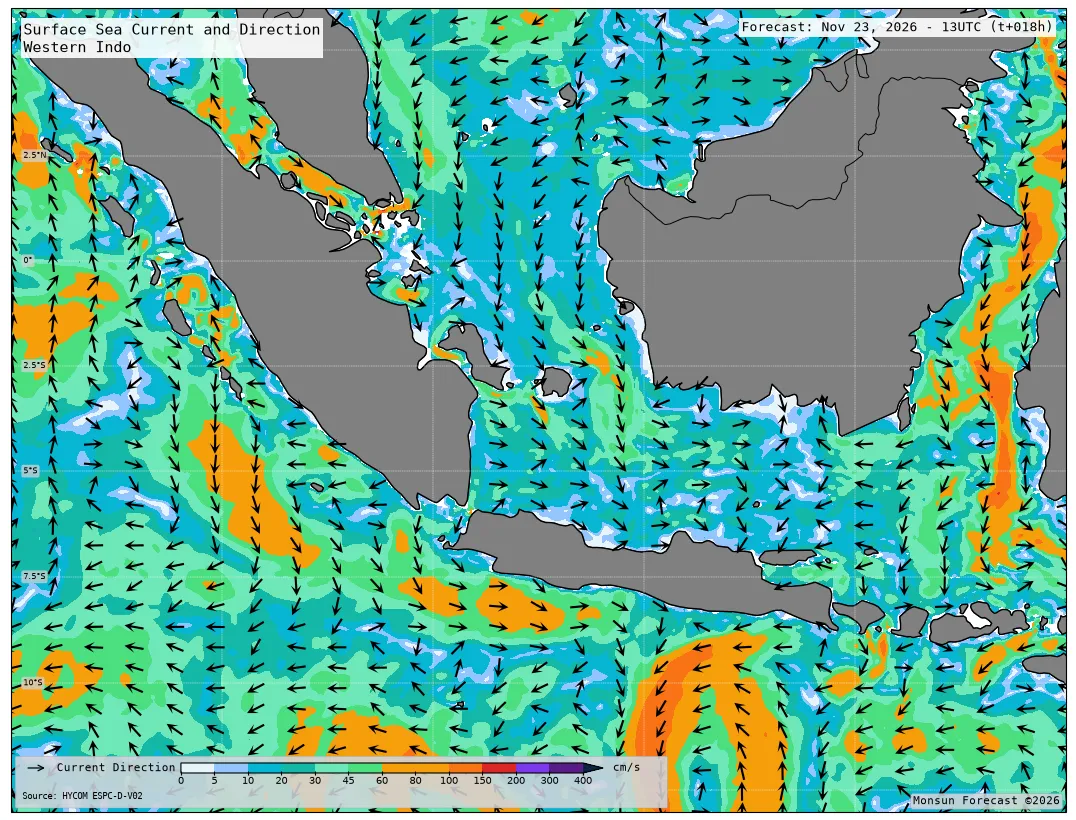 Surface Sea Current and Direction
Western Indo
Forecast: Nov 23, 2026 - 13UTC (t+018h)
2.5°N
0°
2.5°S
5°S
7.5°S
10°S
Current Direction
0 5 10 20 30 45 60 80 100 150 200 300 400
cm/s
Source: HYCOM ESPC-D-V02
Monsun Forecast ©2026